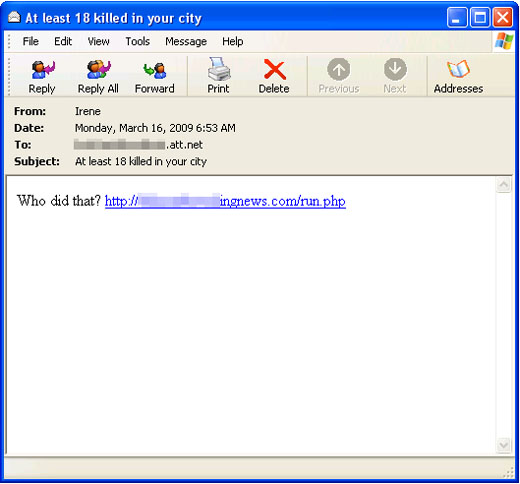 At least 18 killed in your city
File Edit View Tools Message Help
Reply Reply All Forward Print Delete Previous Next Addresses
From: Irene
Date: Monday, March 16, 2009 6:53 AM
To: .att.net
Subject: At least 18 killed in your city
Who did that? http:// ingnews.com/run.php